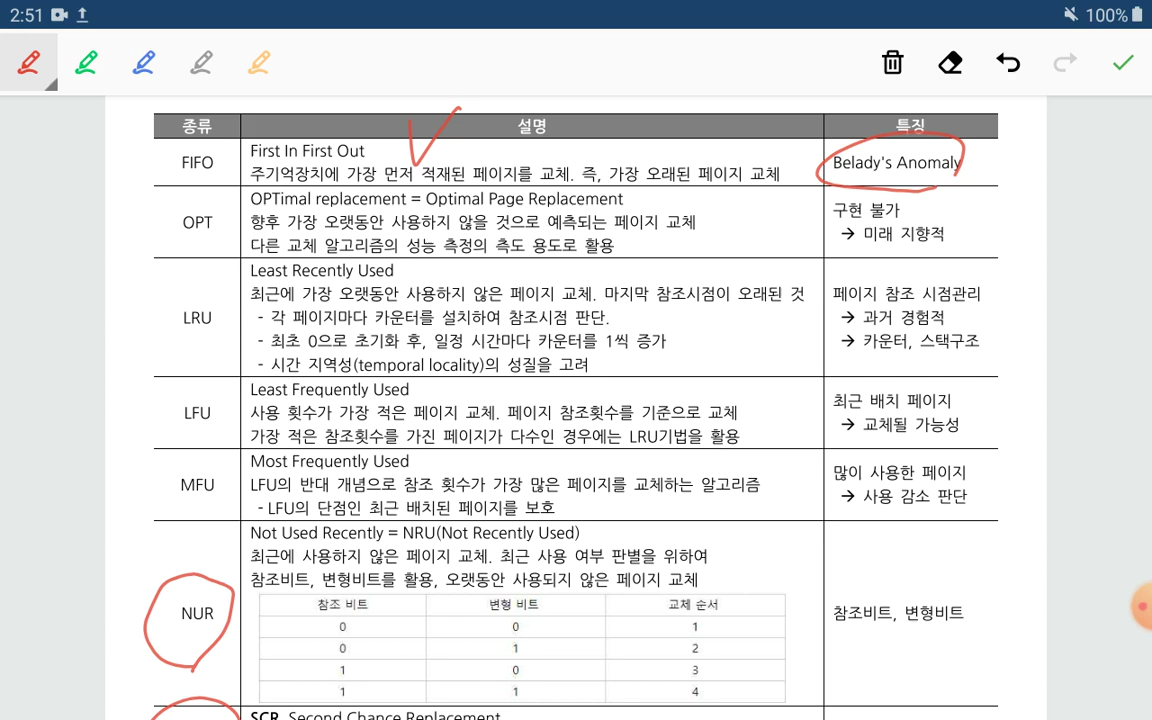 2:51
100%
종류 설명 특징
FIFO
First In First Out
주기억장치에 가장 먼저 적재된 페이지를 교체. 즉, 가장 오래된 페이지 교체
Belady's Anomaly
OPT
OPTimal replacement = Optimal Page Replacement
향후 가장 오랫동안 사용하지 않을 것으로 예측되는 페이지 교체
다른 교체 알고리즘의 성능 측정의 측도 용도로 활용
구현 불가
→ 미래 지향적
LRU
Least Recently Used
최근에 가장 오랫동안 사용하지 않은 페이지 교체. 마지막 참조시점이 오래된 것
- 각 페이지마다 카운터를 설치하여 참조시점 판단.
- 최초 0으로 초기화 후, 일정 시간마다 카운터를 1씩 증가
- 시간 지역성(temporal locality)의 성질을 고려
페이지 참조 시점관리
→ 과거 경험적
→ 카운터, 스택구조
LFU
Least Frequently Used
사용 횟수가 가장 적은 페이지 교체. 페이지 참조횟수를 기준으로 교체
가장 적은 참조횟수를 가진 페이지가 다수인 경우에는 LRU기법을 활용
최근 배치 페이지
→ 교체될 가능성
MFU
Most Frequently Used
LFU의 반대 개념으로 참조 횟수가 가장 많은 페이지를 교체하는 알고리즘
- LFU의 단점인 최근 배치된 페이지를 보호
많이 사용한 페이지
→ 사용 감소 판단
NUR
Not Used Recently = NRU(Not Recently Used)
최근에 사용하지 않은 페이지 교체. 최근 사용 여부 판별을 위하여
참조비트, 변형비트를 활용, 오랫동안 사용되지 않은 페이지 교체
참조 비트 변형 비트 교체 순서
0 0 1
0 1 2
1 0 3
1 1 4
참조비트, 변형비트
SCR, Second Chance Replacement